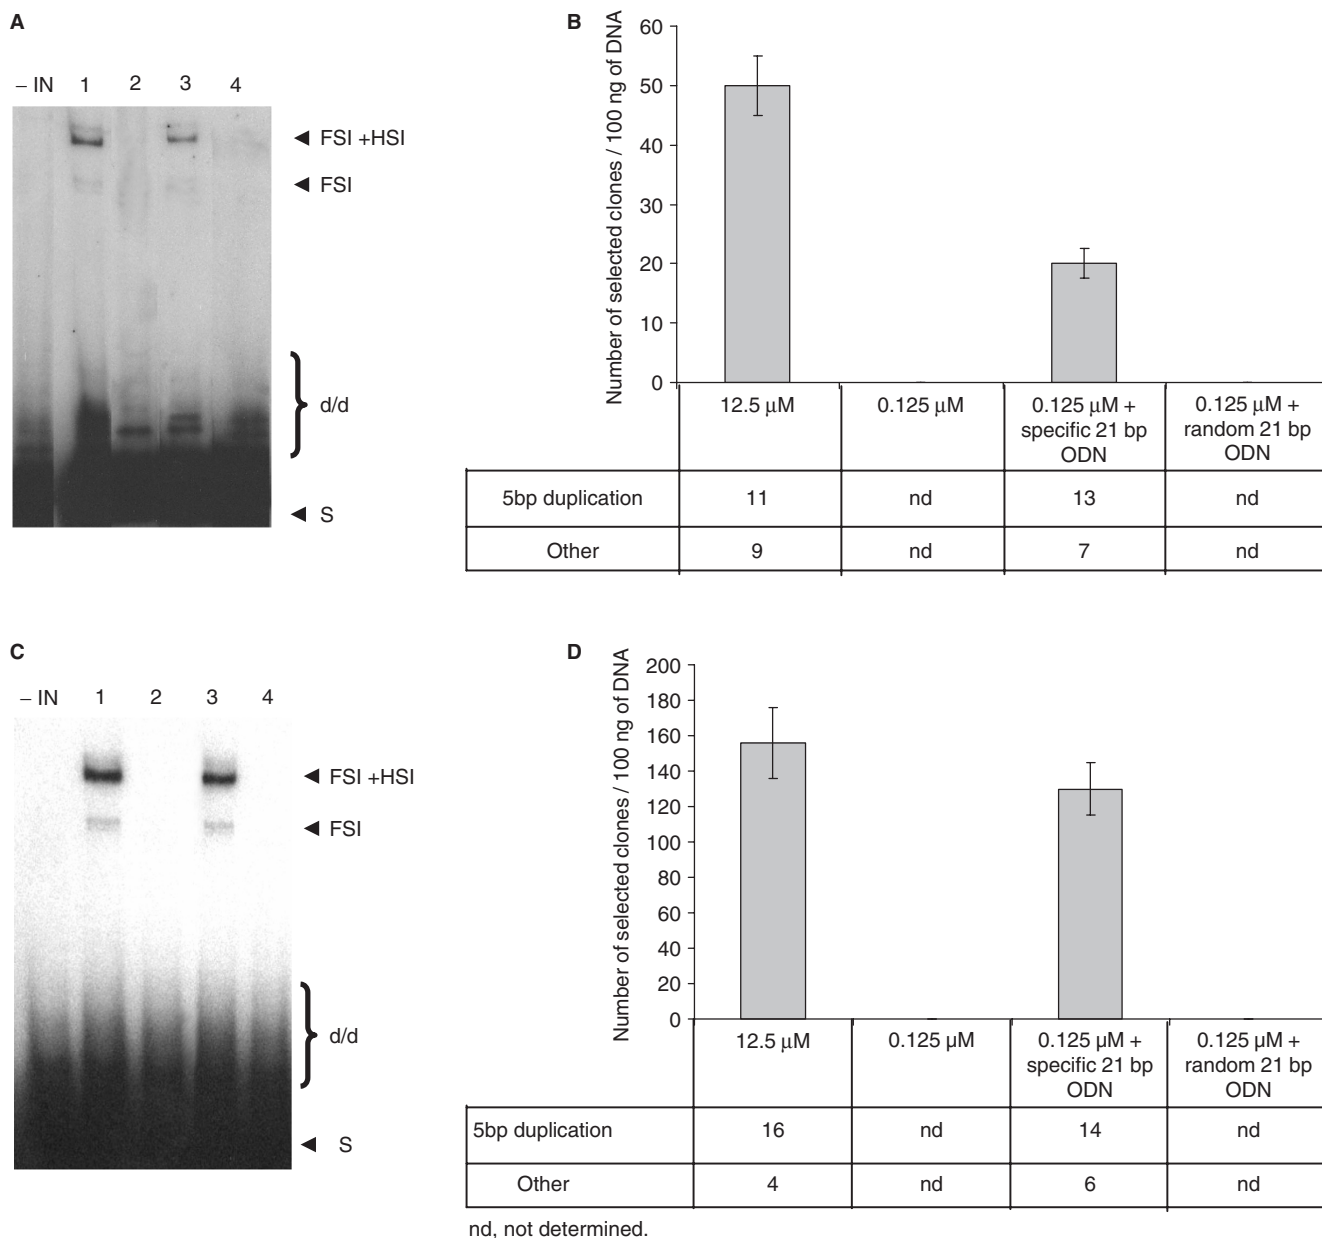 A
– IN 1 2 3 4
FSI +HSI
FSI
d/d
S
B
Number of selected clones / 100 ng of DNA
60
50
40
30
20
10
0
12.5 μM
0.125 μM
0.125 μM +
specific 21 bp
ODN
0.125 μM +
random 21 bp
ODN
5bp duplication 11 nd 13 nd
Other 9 nd 7 nd
C
– IN 1 2 3 4
FSI +HSI
FSI
d/d
S
D
Number of selected clones / 100 ng of DNA
200
180
160
140
120
100
80
60
40
20
0
12.5 μM
0.125 μM
0.125 μM +
specific 21 bp
ODN
0.125 μM +
random 21 bp
ODN
5bp duplication 16 nd 14 nd
Other 4 nd 6 nd
nd, not determined.